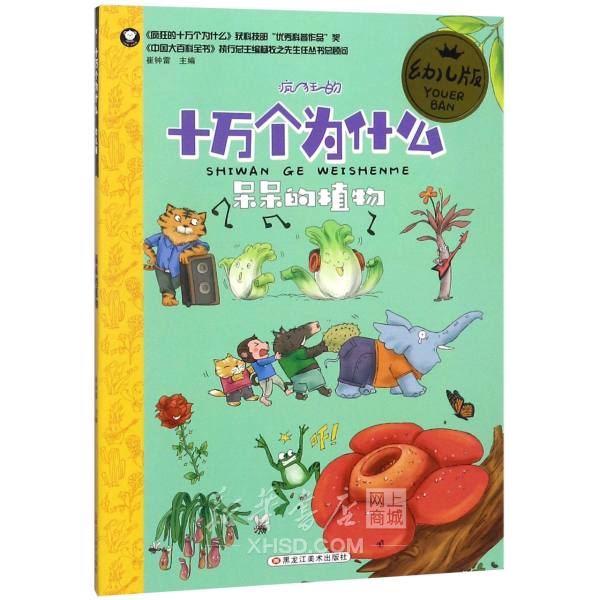 《疯狂的十万个为什么》获科技部“优秀科普作品”奖
《中国大百科全书》执行总主编杨牧之先生任丛书总顾问
崔钟雷 主编
疯狂的
幼儿版
YOUER
BAN
十万个为什么
SHIWAN GE WEISHENME
呆呆的植物
咔!
新华书店
网上
商城
XHSD.COM
黑龙江美术出版社